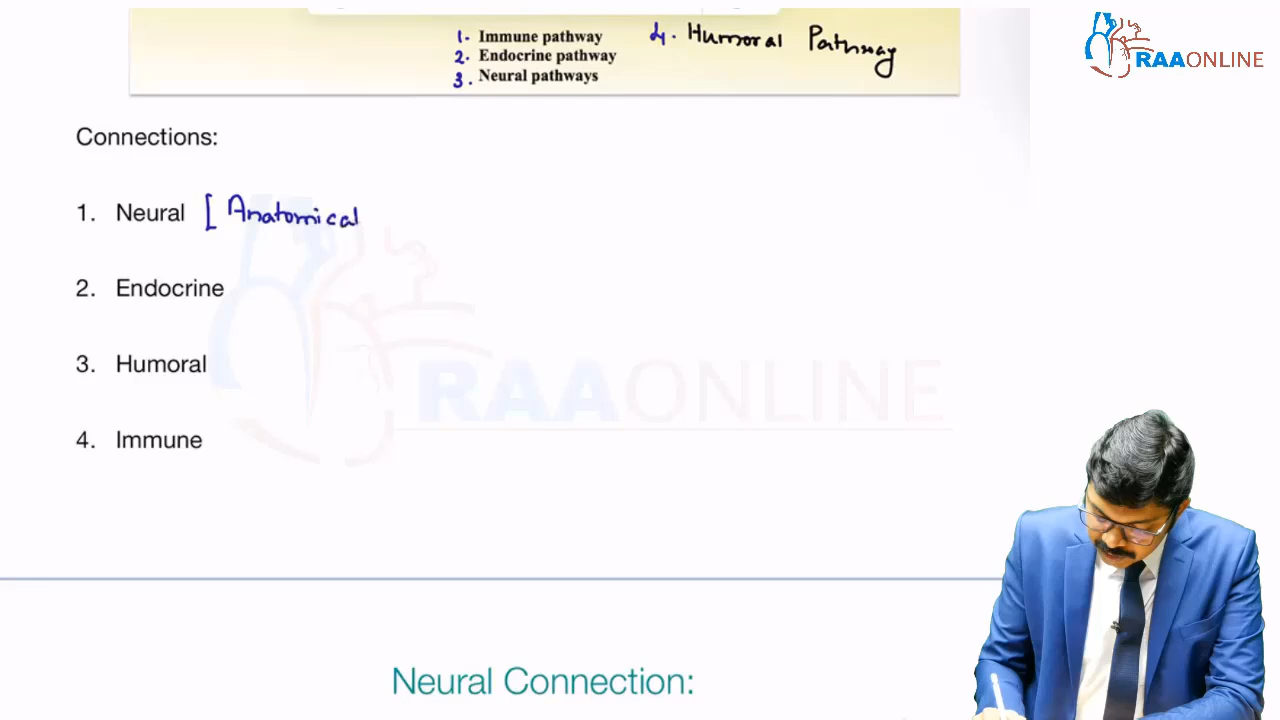 1. Immune pathway 4. Humoral Pathway
2. Endocrine pathway
3. Neural pathways
RAAONLINE
Connections:
1. Neural [Anatomical
2. Endocrine
3. Humoral
RAAONLINE
4. Immune
Neural Connection: